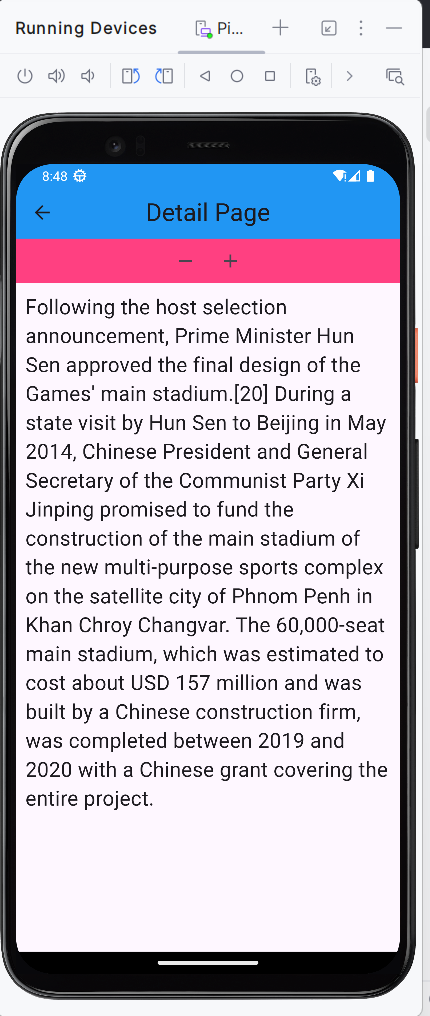 Running Devices
Pi...
8:48
Detail Page
Following the host selection
announcement, Prime Minister Hun
Sen approved the final design of the
Games' main stadium.[20] During a
state visit by Hun Sen to Beijing in May
2014, Chinese President and General
Secretary of the Communist Party Xi
Jinping promised to fund the
construction of the main stadium of
the new multi-purpose sports complex
on the satellite city of Phnom Penh in
Khan Chroy Changvar. The 60,000-seat
main stadium, which was estimated to
cost about USD 157 million and was
built by a Chinese construction firm,
was completed between 2019 and
2020 with a Chinese grant covering the
entire project.